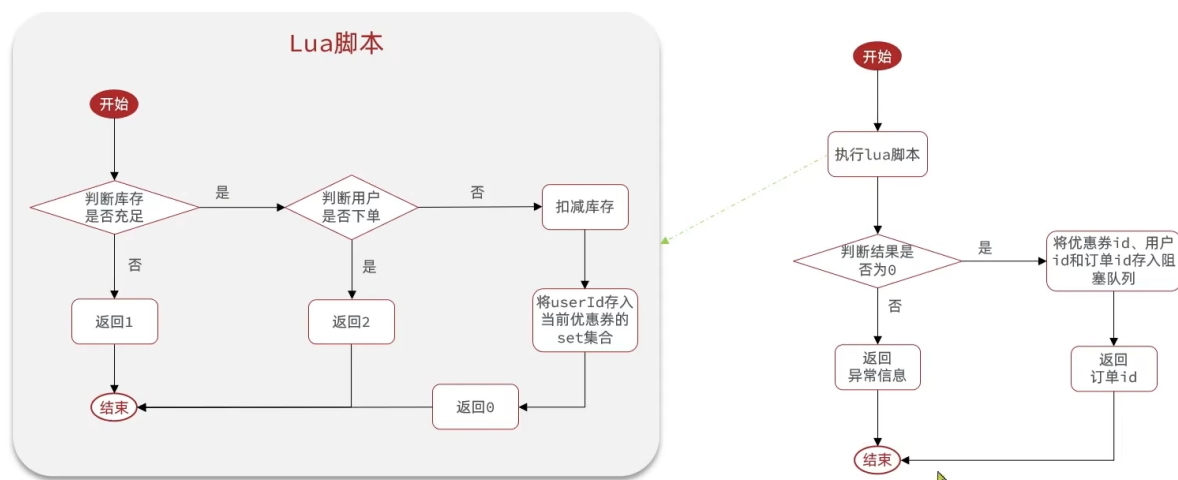 Lua脚本
开始
判断库存
是否充足
是
判断用户
是否下单
否
扣减库存
否
是
返回1
返回2
将userId存入
当前优惠券的
set集合
返回0
结束
开始
执行lua脚本
判断结果是
否为0
是
将优惠券id、用户
id和订单id存入阻
塞队列
否
返回
异常信息
返回
订单id
结束